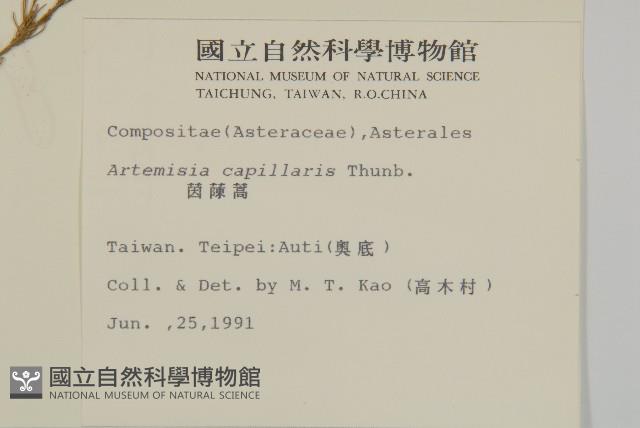 國立自然科學博物館
NATIONAL MUSEUM OF NATURAL SCIENCE
TAICHUNG, TAIWAN, R.O.CHINA
Compositae(Asteraceae),Asterales
Artemisia capillaris Thunb.
茵蔯蒿
Taiwan. Teipei:Auti(奧底)
Coll. & Det. by M. T. Kao (高木村)
Jun. ,25,1991
國立自然科學博物館
NATIONAL MUSEUM OF NATURAL SCIENCE